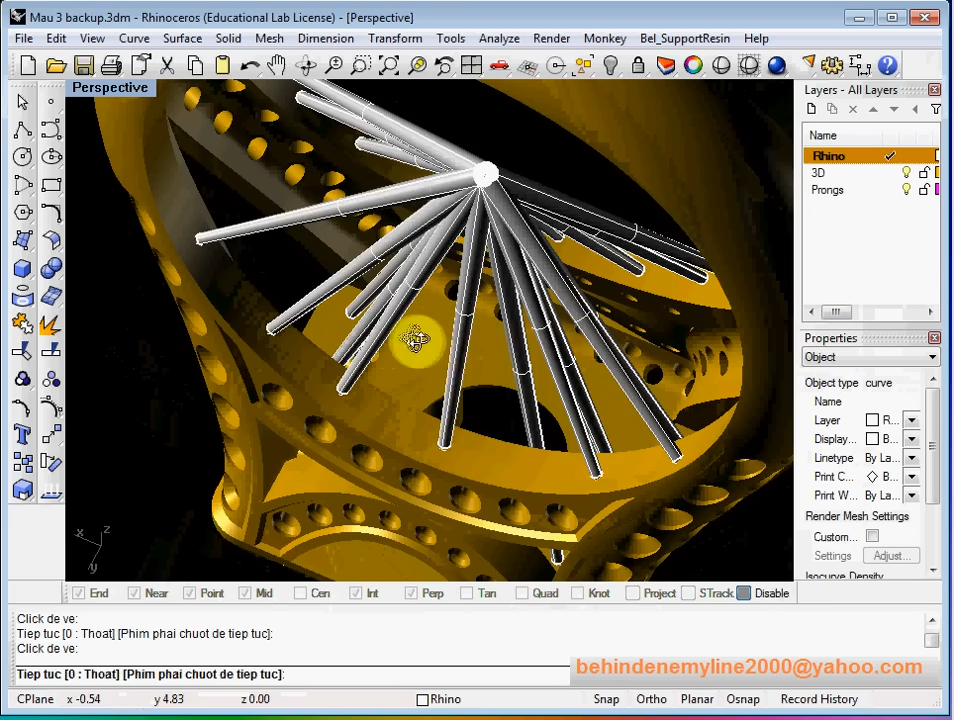 Mau 3 backup.3dm - Rhinoceros (Educational Lab License) - [Perspective]
File Edit View Curve Surface Solid Mesh Dimension Transform Tools Analyze Render Monkey Bel_SupportResin Help
Perspective
Layers - All Layers
Name
Rhino
3D
Prongs
Properties
Object
Object type curve
Name
Layer R...
Display... B...
Linetype By La...
Print C... B...
Print W... By La...
Render Mesh Settings
Custom...
Settings Adjust...
Isocurve Density
z
x
y
End Near Point Mid Cen Int Perp Tan Quad Knot Project STrack Disable
Click de ve:
Tiep tuc [0 : Thoat] [Phim phai chuot de tiep tuc]:
Click de ve:
Tiep tuc [0 : Thoat] [Phim phai chuot de tiep tuc]:
behindenemyline2000@yahoo.com
CPlane x -0.54 y 4.83 z 0.00 Rhino Snap Ortho Planar Osnap Record History